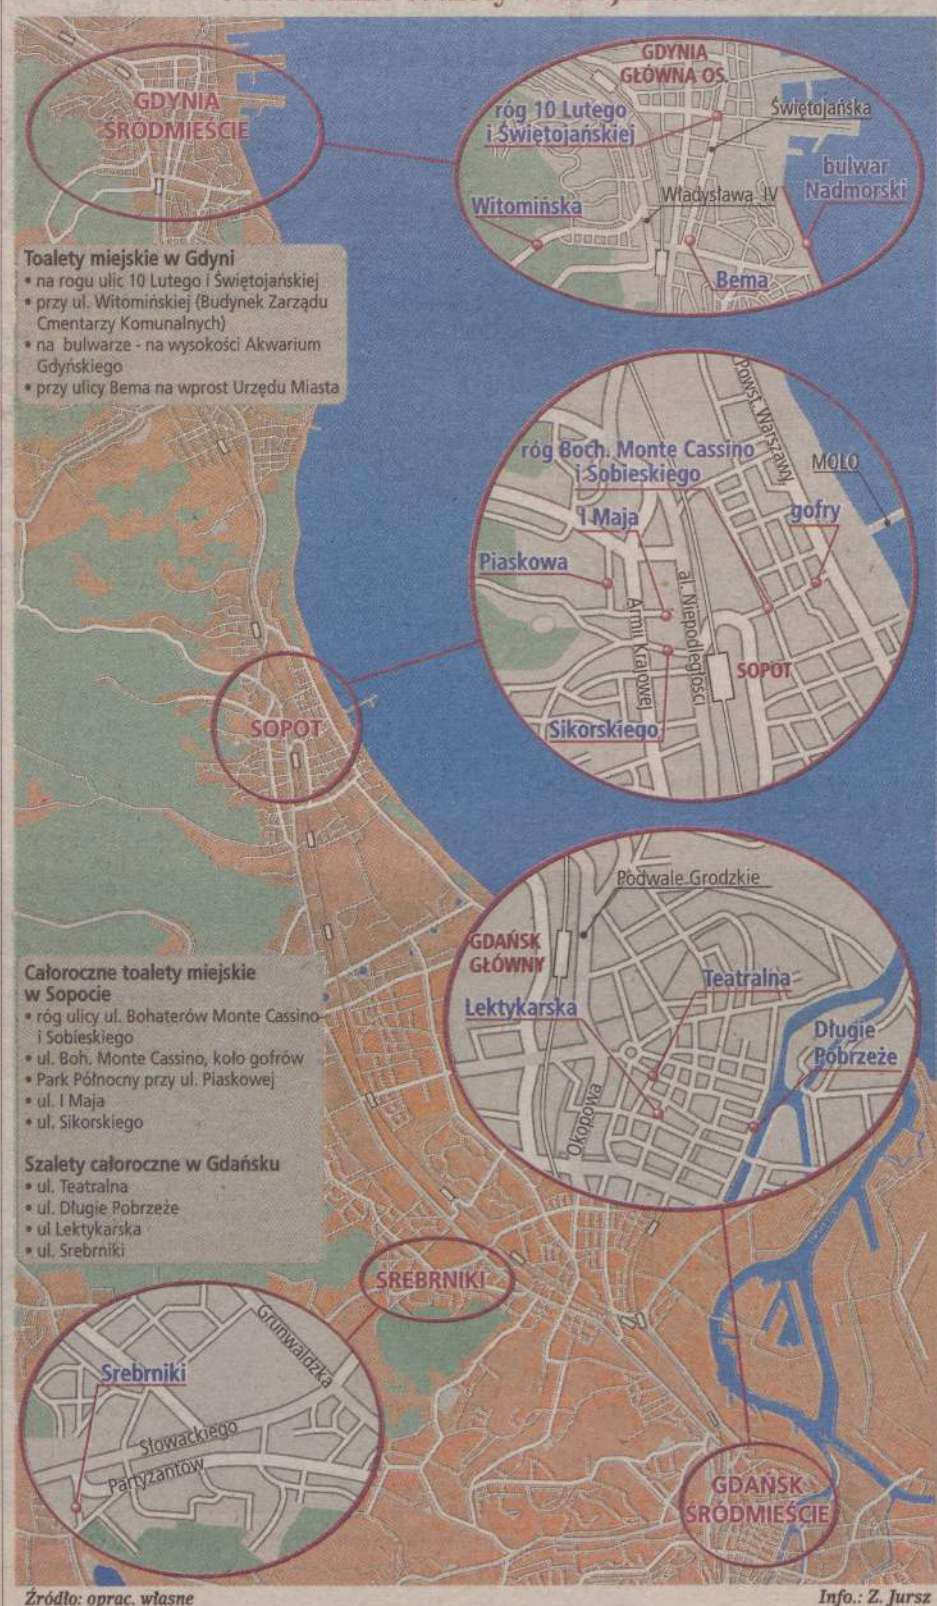 GDYNIA
ŚRÓDMIEŚCIE
GDYNIA
GŁÓWNA OS.
róg 10 Lutego
i Świętojańskiej
Świętojańska
bulwar
Nadmorski
Witomińska
Władysława IV
Bema
Toalety miejskie w Gdyni
• na rogu ulic 10 Lutego i Świętojańskiej
• przy ul. Witomińskiej (Budynek Zarządu
Cmentarzy Komunalnych)
• na bulwarze - na wysokości Akwarium
Gdyńskiego
• przy ulicy Bema na wprost Urzędu Miasta
Powst. Warszawy
róg Boch. Monte Cassino
i Sobieskiego
MOLO
I Maja
gofry
Piaskowa
al. Niepodległości
Armii Krajowej
SOPOT
Sikorskiego
SOPOT
Podwale Grodzkie
GDAŃSK
GŁÓWNY
Teatralna
Lektykarska
Długie
Pobrzeże
Okopowa
Całoroczne toalety miejskie
w Sopocie
• róg ulicy ul. Bohaterów Monte Cassino
i Sobieskiego
• ul. Boh. Monte Cassino, koło gofrów
• Park Północny przy ul. Piaskowej
• ul. I Maja
• ul. Sikorskiego
Szalety całoroczne w Gdańsku
• ul. Teatralna
• ul. Długie Pobrzeże
• ul Lektykarska
• ul. Srebrniki
SREBRNIKI
Grunwaldzka
Srebrniki
Słowackiego
Partyzantów
GDAŃSK
ŚRÓDMIEŚCIE
Źródło: oprac. własne
Info.: Z. Jursz